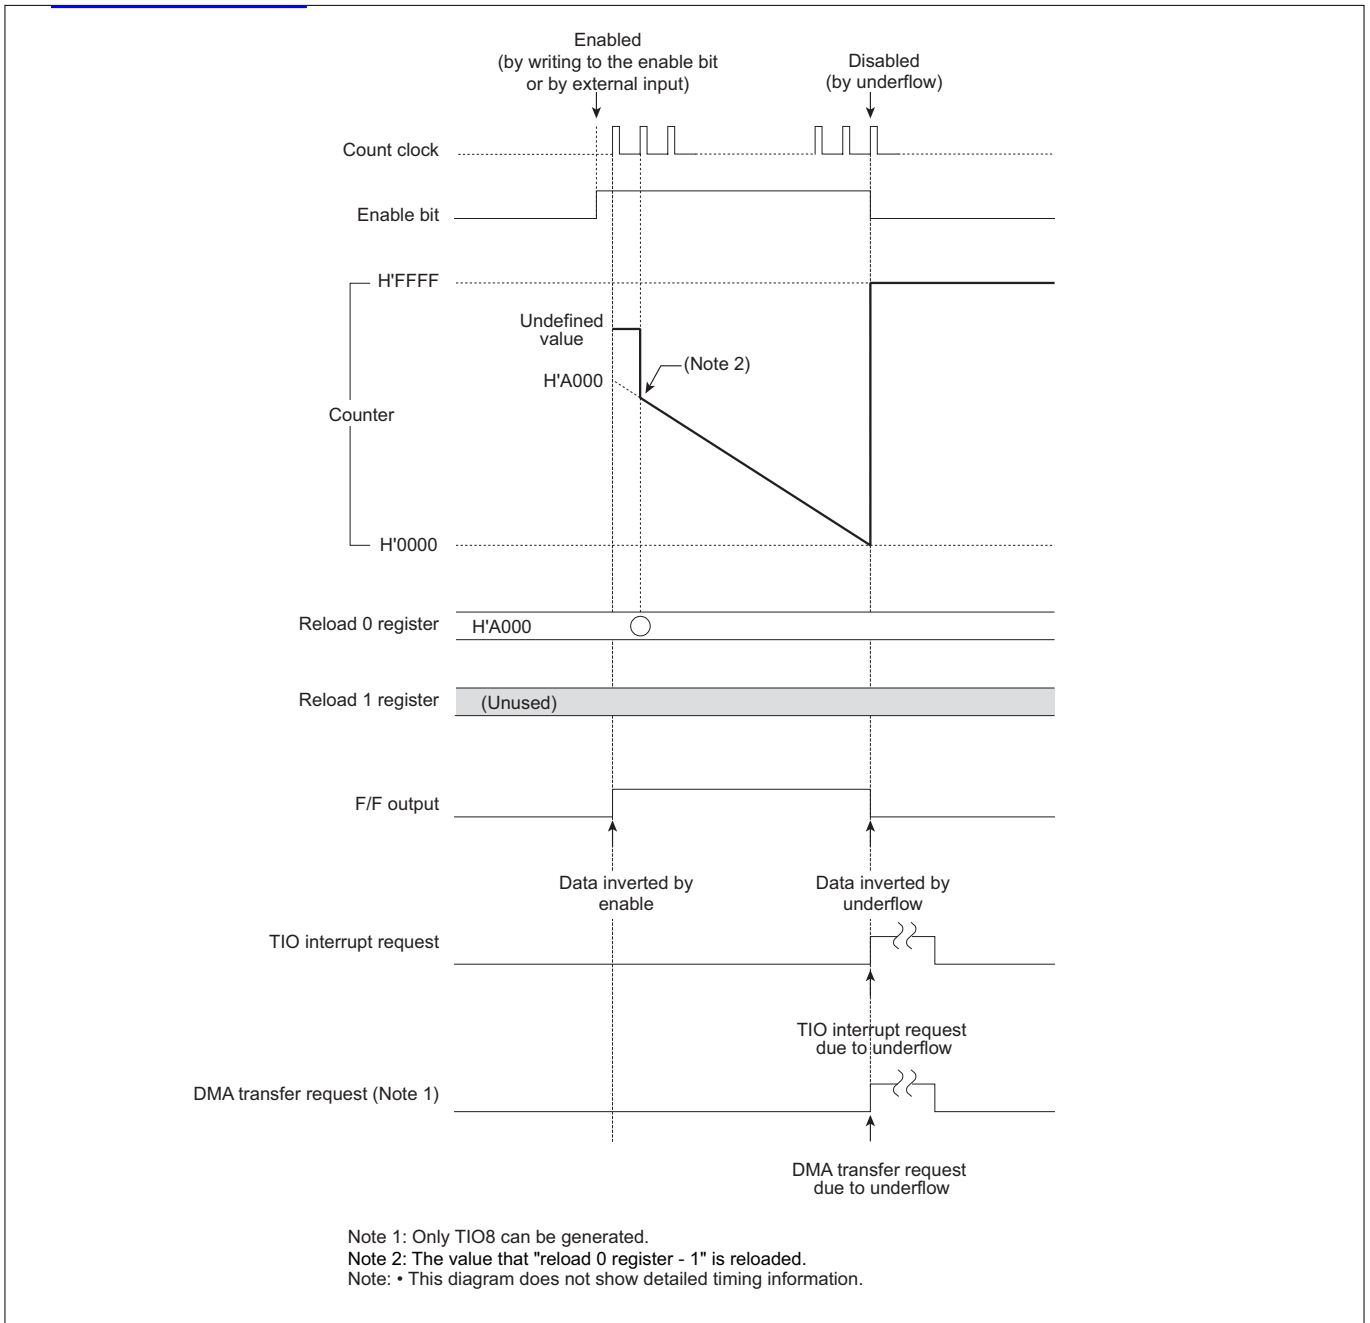 Enabled
(by writing to the enable bit
or by external input)
Disabled
(by underflow)
Count clock
Enable bit
H'FFFF
Undefined
value
(Note 2)
H'A000
Counter
H'0000
Reload 0 register
H'A000
Reload 1 register
(Unused)
F/F output
Data inverted by
enable
Data inverted by
underflow
TIO interrupt request
TIO interrupt request
due to underflow
DMA transfer request (Note 1)
DMA transfer request
due to underflow
Note 1: Only TIO8 can be generated.
Note 2: The value that "reload 0 register - 1" is reloaded.
Note: • This diagram does not show detailed timing information.